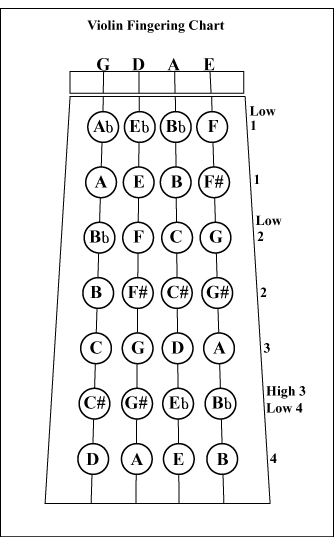 Violin Fingering Chart
G D A E
Low
1
A♭ E♭ B♭ F
A E B F# 1
Low
2
B♭ F C G
B F# C# G# 2
C G D A 3
High 3
Low 4
C# G# E♭ B♭
D A E B 4